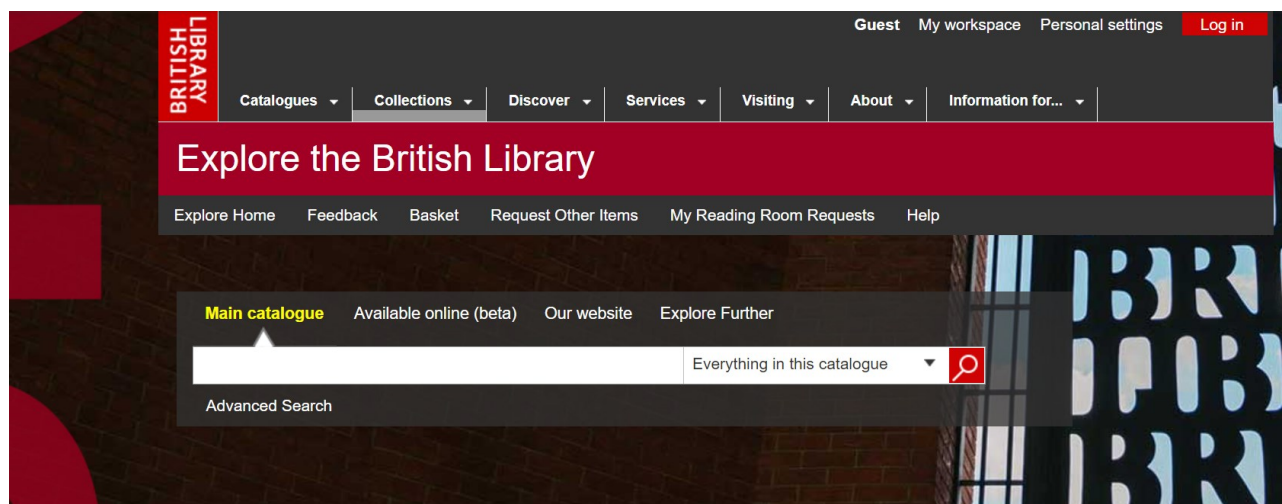 BRITISH
LIBRARY
Guest My workspace Personal settings Log in
Catalogues Collections Discover Services Visiting About Information for...
Explore the British Library
Explore Home Feedback Basket Request Other Items My Reading Room Requests Help
Main catalogue Available online (beta) Our website Explore Further
Everything in this catalogue
Advanced Search